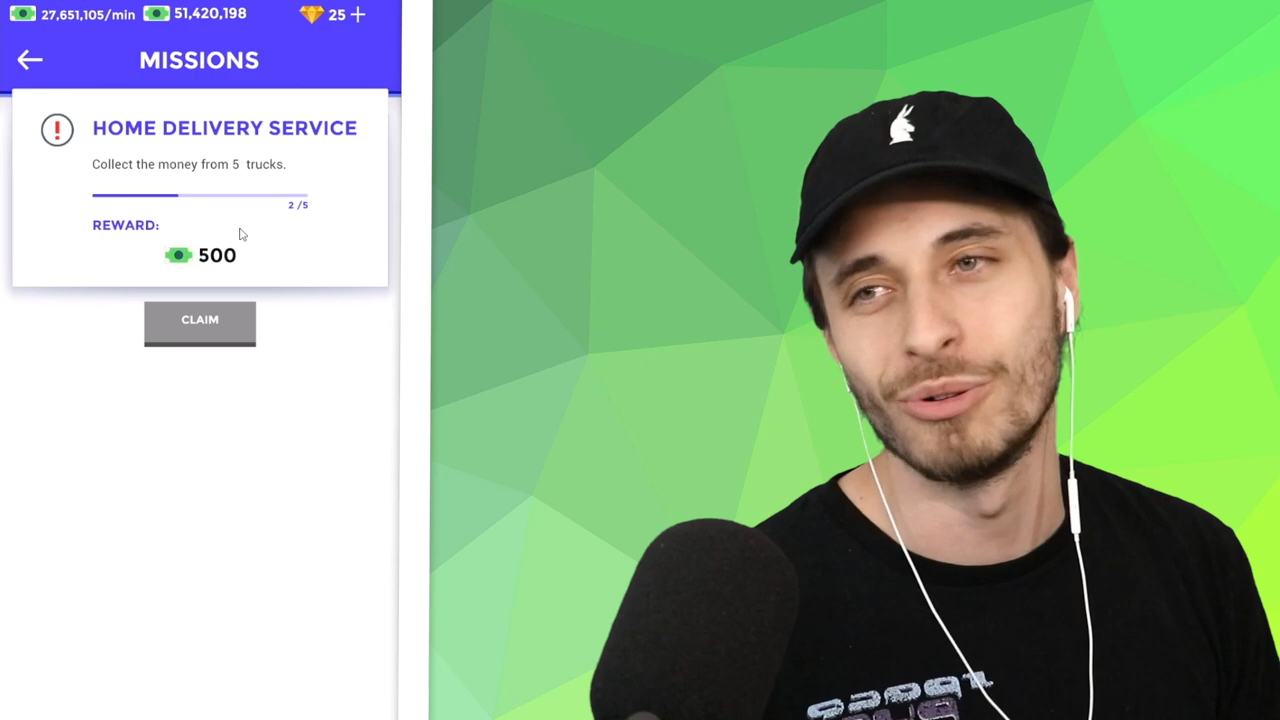 27,651,105/min 51,420,198 25 +
MISSIONS
HOME DELIVERY SERVICE
Collect the money from 5 trucks.
2 /5
REWARD:
500
CLAIM